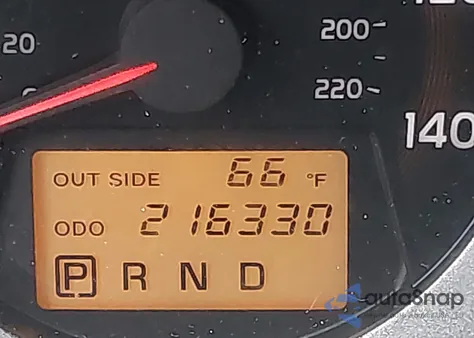 20
200
220
140
OUT SIDE 66 °F
ODO 216330
P R N D
autoSnap